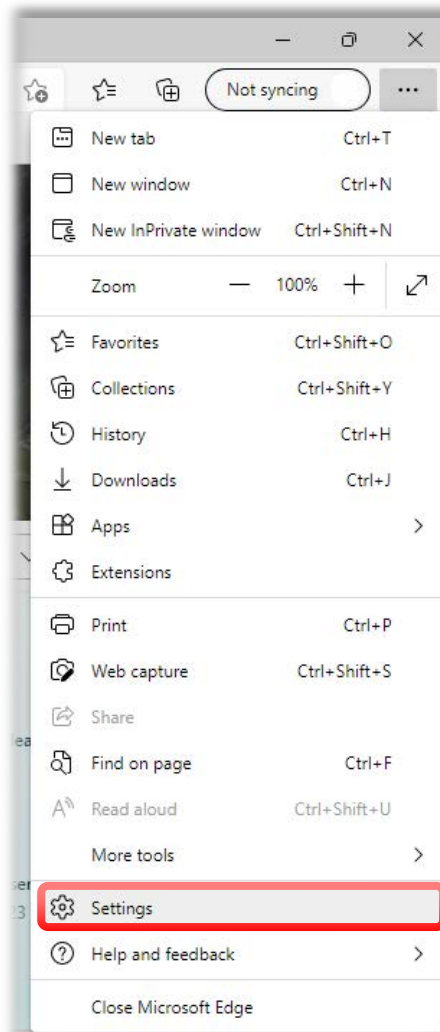 Not syncing
New tab Ctrl+T
New window Ctrl+N
New InPrivate window Ctrl+Shift+N
Zoom 100%
Favorites Ctrl+Shift+O
Collections Ctrl+Shift+Y
History Ctrl+H
Downloads Ctrl+J
Apps
Extensions
Print Ctrl+P
Web capture Ctrl+Shift+S
Share
Find on page Ctrl+F
Read aloud Ctrl+Shift+U
More tools
Settings
Help and feedback
Close Microsoft Edge